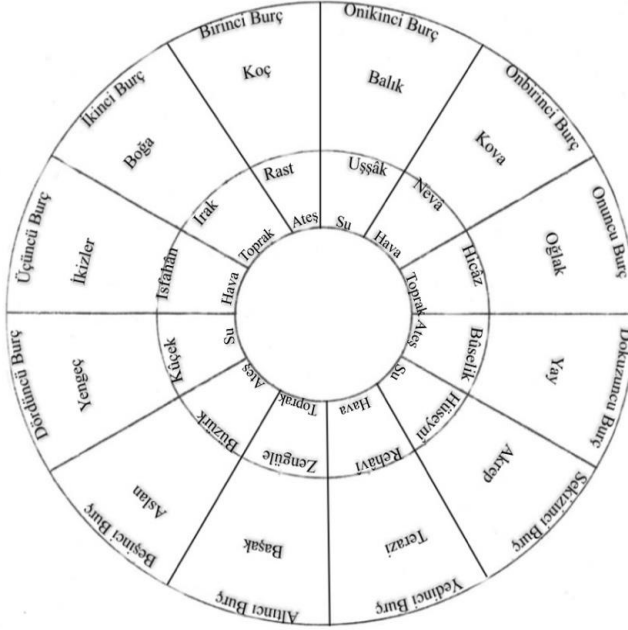 Birinci Burç
Koç
Rast
Ateş
İkinci Burç
Boğa
Irak
Toprak
Üçüncü Burç
İkizler
Isfahân
Hava
Dördüncü Burç
Yengeç
Küçek
Su
Beşinci Burç
Aslan
Büzürk
Ateş
Altıncı Burç
Başak
Zengüle
Toprak
Yedinci Burç
Terazi
Rehâvî
Hava
Sekizinci Burç
Akrep
Hüseynî
Su
Dokuzuncu Burç
Yay
Bûselik
Ateş
Onuncu Burç
Oğlak
Hicâz
Toprak
Onbirinci Burç
Kova
Neva
Hava
Onikinci Burç
Balık
Uşşâk
Su